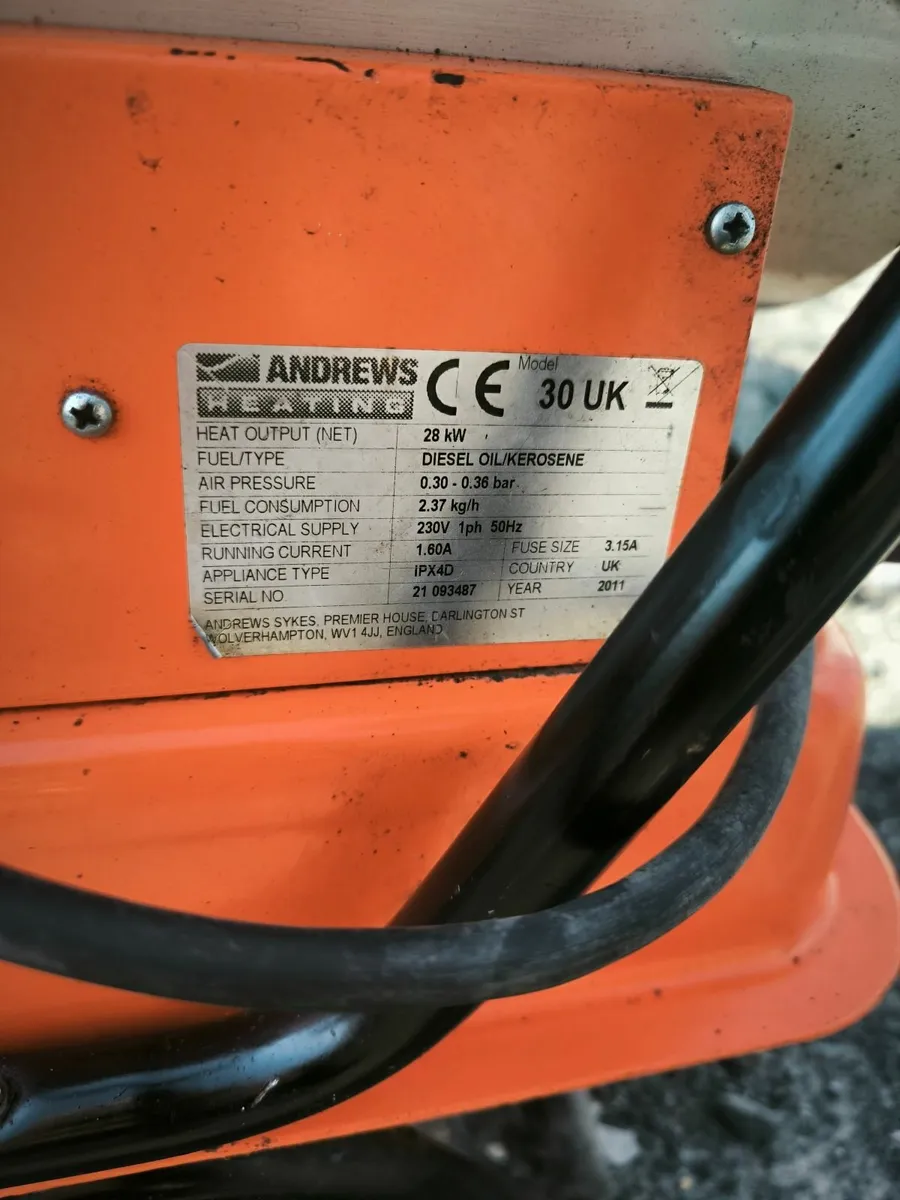 ANDREWS
HEATING
CE
Model
30 UK
HEAT OUTPUT (NET) 28 kW
FUEL/TYPE DIESEL OIL/KEROSENE
AIR PRESSURE 0.30 - 0.36 bar
FUEL CONSUMPTION 2.37 kg/h
ELECTRICAL SUPPLY 230V 1ph 50Hz
RUNNING CURRENT 1.60A FUSE SIZE 3.15A
APPLIANCE TYPE IPX4D COUNTRY UK
SERIAL NO 21 093487 YEAR 2011
ANDREWS SYKES, PREMIER HOUSE, DARLINGTON ST
WOLVERHAMPTON, WV1 4JJ, ENGLAND